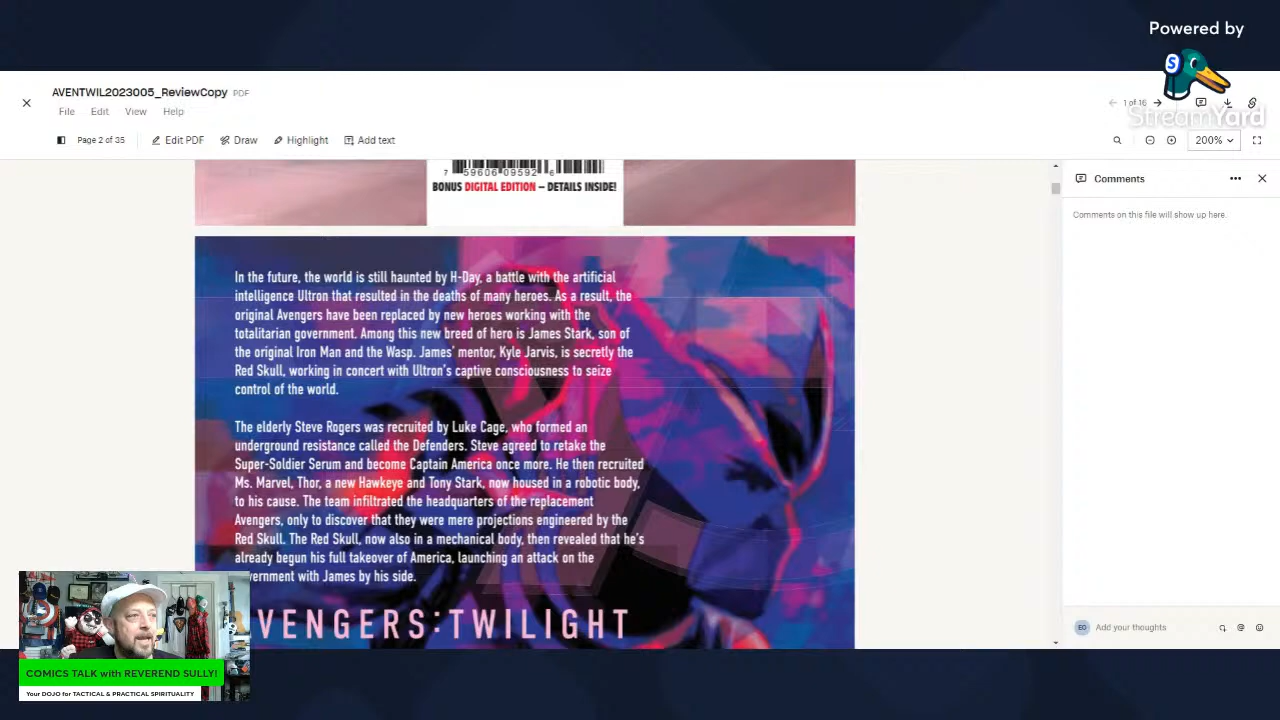 Powered by
S
StreamYard
AVENTWIL2023005_ReviewCopy PDF
File Edit View Help
1 of 16
Page 2 of 35 Edit PDF Draw Highlight Add text
200%
7 59606 09592 6
BONUS DIGITAL EDITION – DETAILS INSIDE!
Comments
Comments on this file will show up here.
In the future, the world is still haunted by H-Day, a battle with the artificial
intelligence Ultron that resulted in the deaths of many heroes. As a result, the
original Avengers have been replaced by new heroes working with the
totalitarian government. Among this new breed of hero is James Stark, son of
the original Iron Man and the Wasp. James' mentor, Kyle Jarvis, is secretly the
Red Skull, working in concert with Ultron's captive consciousness to seize
control of the world.
The elderly Steve Rogers was recruited by Luke Cage, who formed an
underground resistance called the Defenders. Steve agreed to retake the
Super-Soldier Serum and become Captain America once more. He then recruited
Ms. Marvel, Thor, a new Hawkeye and Tony Stark, now housed in a robotic body,
to his cause. The team infiltrated the headquarters of the replacement
Avengers, only to discover that they were mere projections engineered by the
Red Skull. The Red Skull, now also in a mechanical body, then revealed that he's
already begun his full takeover of America, launching an attack on the
vernment with James by his side.
VENGERS:TWILIGHT
EG Add your thoughts
COMICS TALK with REVEREND SULLY!
Your DOJO for TACTICAL & PRACTICAL SPIRITUALITY